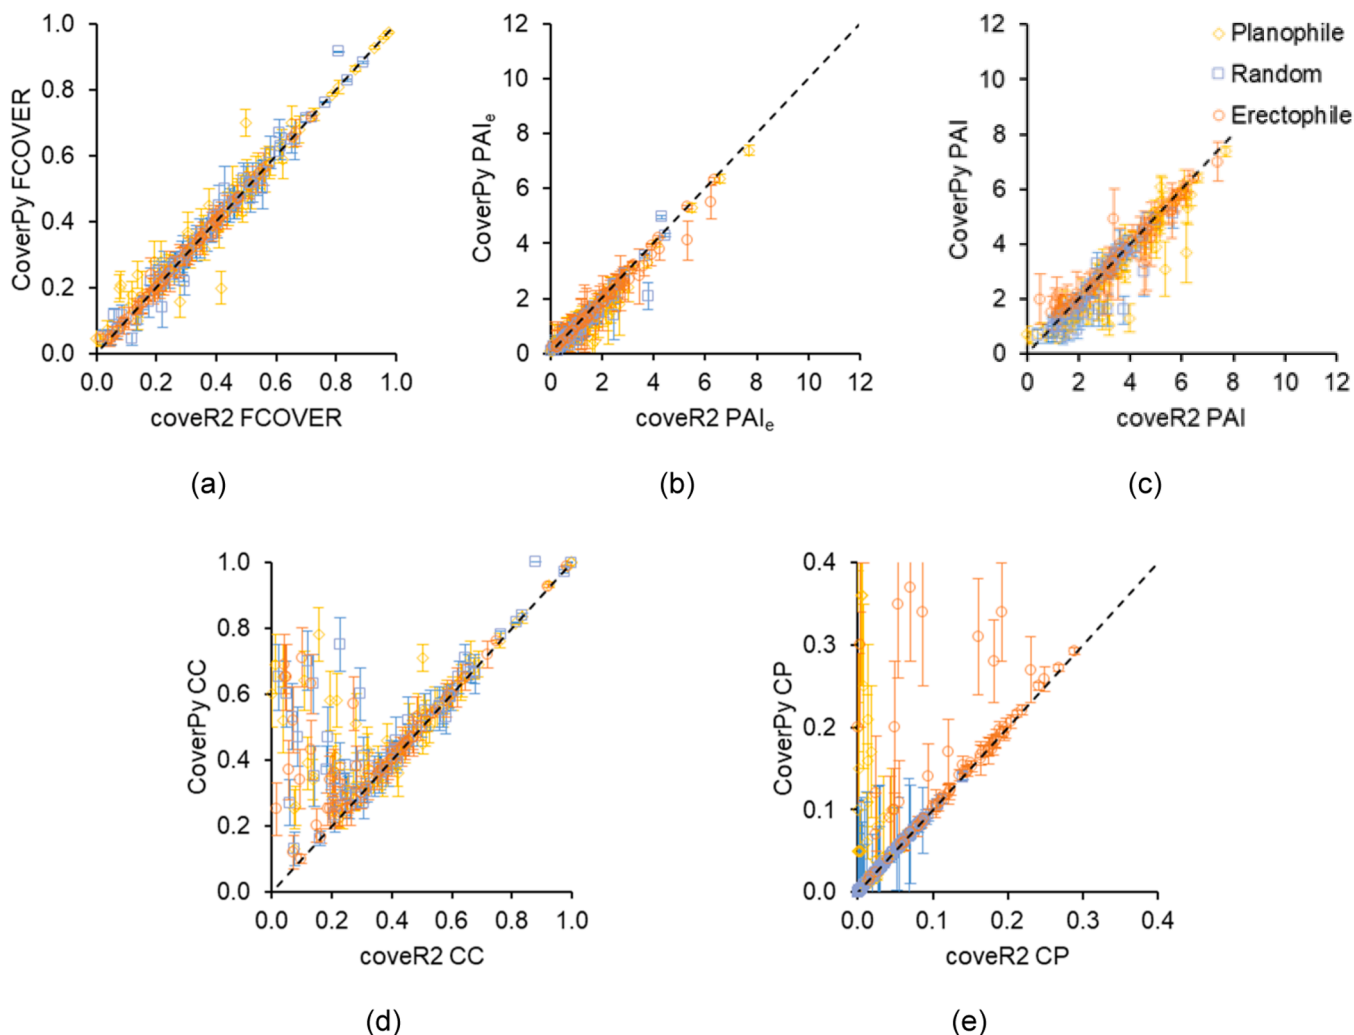 1.0
0.8
0.6
0.4
0.2
0.0
0.0 0.2 0.4 0.6 0.8 1.0
CoverPy FCOVER
coveR2 FCOVER
(a)
12
10
8
6
4
2
0
0 2 4 6 8 10 12
CoverPy PAIe
coveR2 PAIe
(b)
12
10
8
6
4
2
0
0 2 4 6 8 10 12
CoverPy PAI
coveR2 PAI
Planophile
Random
Erectophile
(c)
1.0
0.8
0.6
0.4
0.2
0.0
0.0 0.2 0.4 0.6 0.8 1.0
CoverPy CC
coveR2 CC
(d)
0.4
0.3
0.2
0.1
0.0
0.0 0.1 0.2 0.3 0.4
CoverPy CP
coveR2 CP
(e)